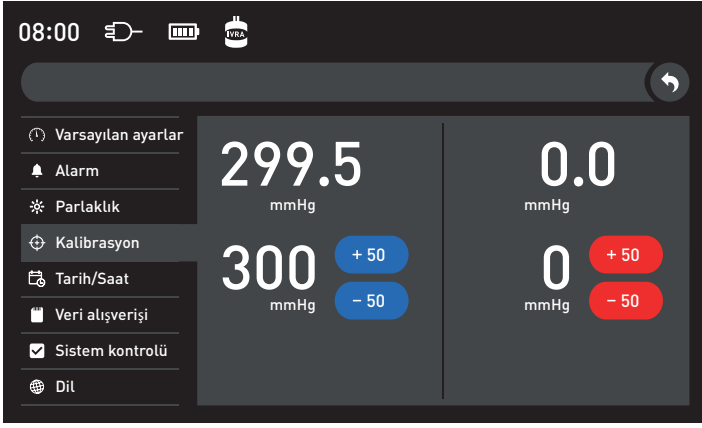 08:00 IVRA
Varsayılan ayarlar
Alarm
Parlaklık
Kalibrasyon
Tarih/Saat
Veri alışverişi
Sistem kontrolü
Dil
299.5
mmHg
300
mmHg
+ 50
− 50
0.0
mmHg
0
mmHg
+ 50
− 50